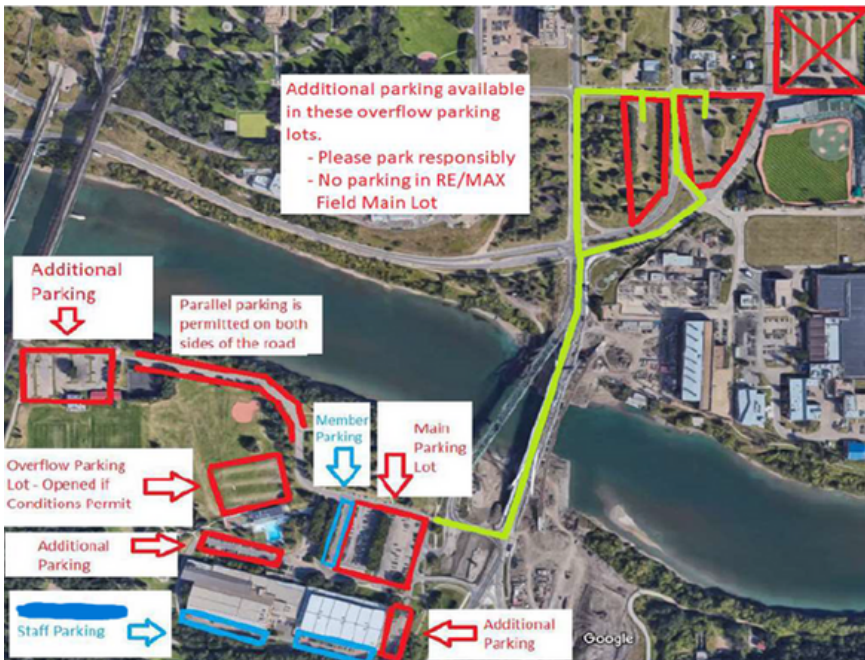 Additional parking available
in these overflow parking
lots.
- Please park responsibly
- No parking in RE/MAX
Field Main Lot
Additional
Parking
Parallel parking is
permitted on both
sides of the road
Member
Parking
Main
Parking
Lot
Overflow Parking
Lot - Opened if
Conditions Permit
Additional
Parking
Staff Parking
Additional
Parking
Google